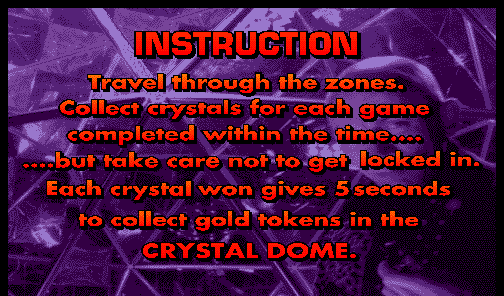 INSTRUCTION
Travel through the zones.
Collect crystals for each game
completed within the time....
....but take care not to get locked in.
Each crystal won gives 5 seconds
to collect gold tokens in the
CRYSTAL DOME.